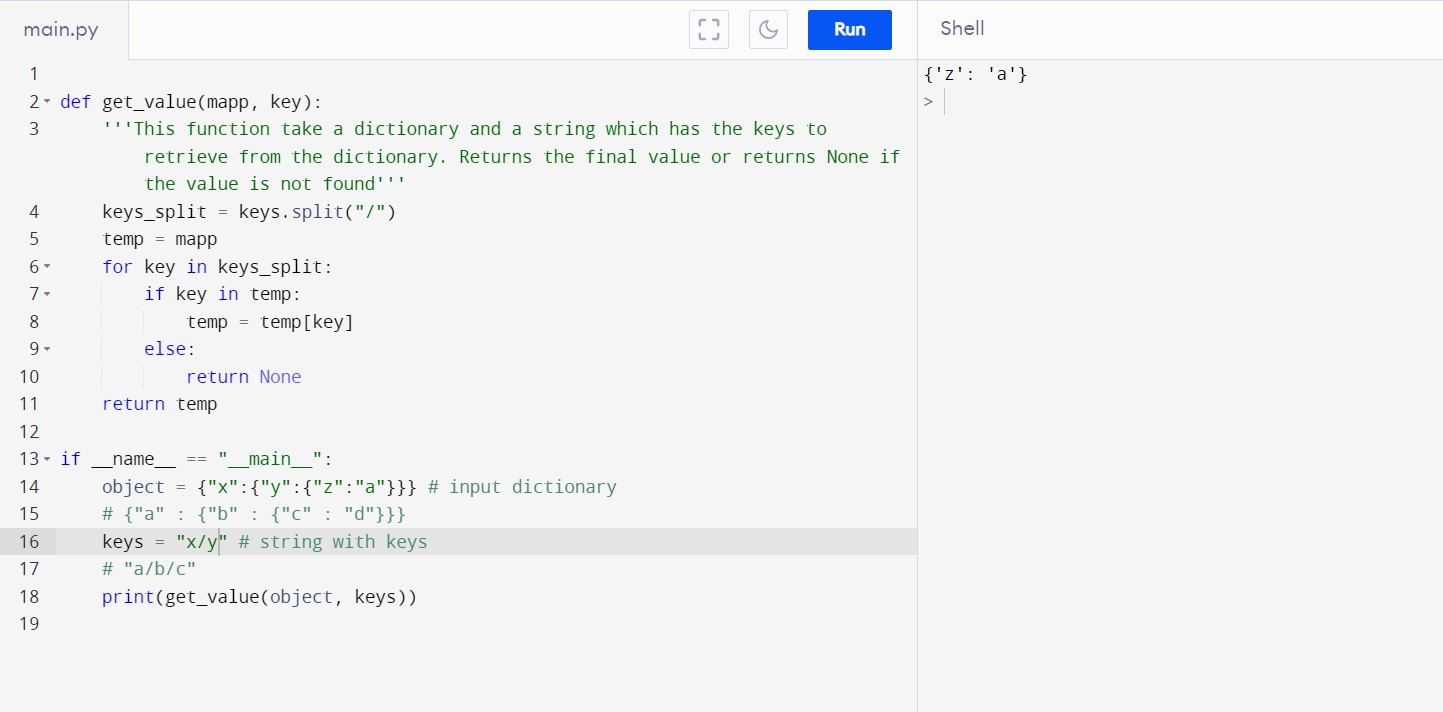 main.py
Run
Shell
1
2 def get_value(mapp, key):
3 '''This function take a dictionary and a string which has the keys to
retrieve from the dictionary. Returns the final value or returns None if
the value is not found'''
4 keys_split = keys.split("/")
5 temp = mapp
6 for key in keys_split:
7 if key in temp:
8 temp = temp[key]
9 else:
10 return None
11 return temp
12
13 if __name__ == "__main__":
14 object = {"x":{"y":{"z":"a"}}} # input dictionary
15 # {"a" : {"b" : {"c" : "d"}}}
16 keys = "x/y" # string with keys
17 # "a/b/c"
18 print(get_value(object, keys))
19
{'z': 'a'}
>